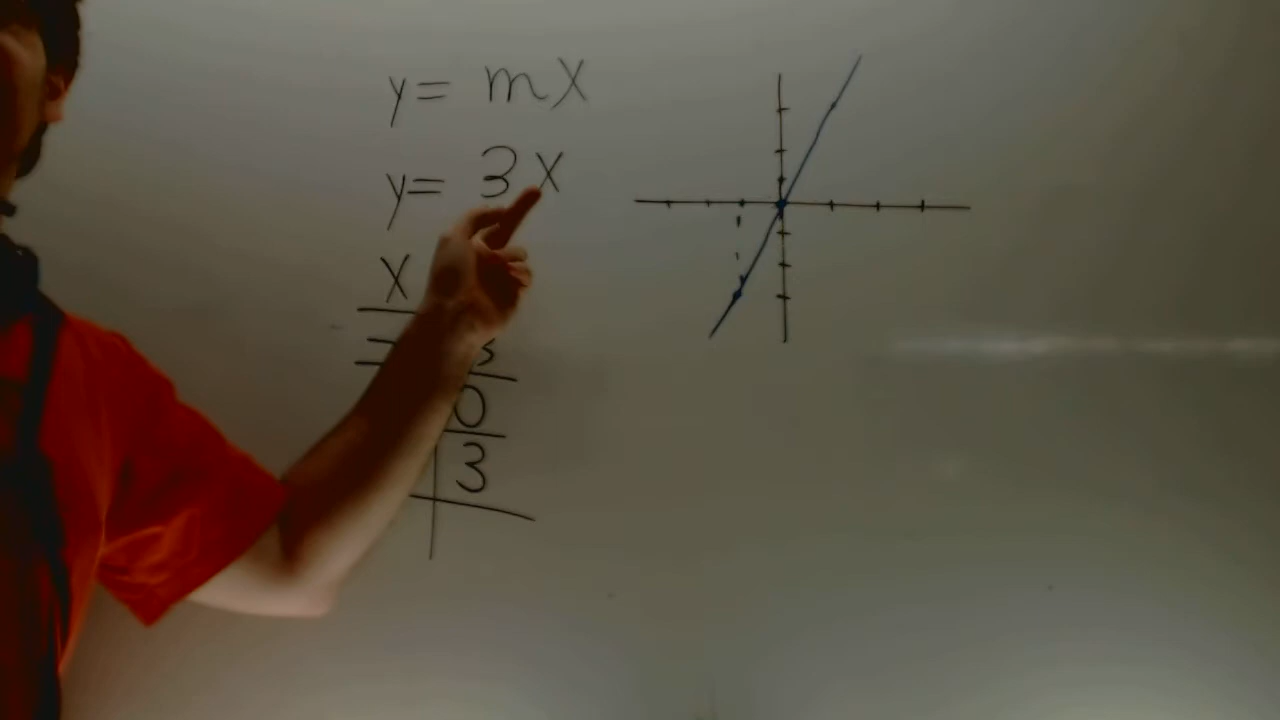 y = mx
y = 3x
x
0
3